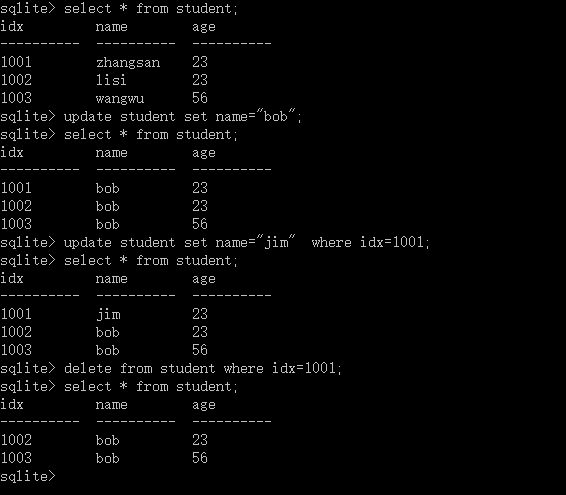 sqlite> select * from student;
idx         name        age
----------  ----------  ----------
1001        zhangsan    23
1002        lisi        23
1003        wangwu      56
sqlite> update student set name="bob";
sqlite> select * from student;
idx         name        age
----------  ----------  ----------
1001        bob         23
1002        bob         23
1003        bob         56
sqlite> update student set name="jim"  where idx=1001;
sqlite> select * from student;
idx         name        age
----------  ----------  ----------
1001        jim         23
1002        bob         23
1003        bob         56
sqlite> delete from student where idx=1001;
sqlite> select * from student;
idx         name        age
----------  ----------  ----------
1002        bob         23
1003        bob         56
sqlite>